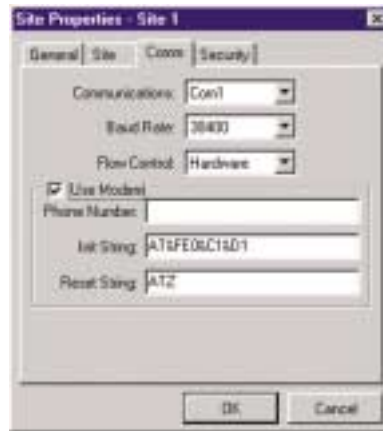 Site Properties - Site 1
General Site Comm Security
Communications: Com1
Baud Rate: 38400
Flow Control: Hardware
Use Modem
Phone Number:
Init String: AT&FE0&C1&D1
Reset String: ATZ
OK Cancel